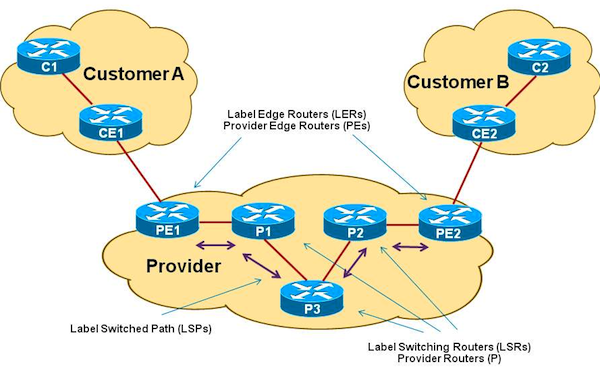 C1
Customer A
CE1
C2
Customer B
CE2
Label Edge Routers (LERs)
Provider Edge Routers (PEs)
PE1
P1
P2
PE2
Provider
P3
Label Switched Path (LSPs)
Label Switching Routers (LSRs)
Provider Routers (P)